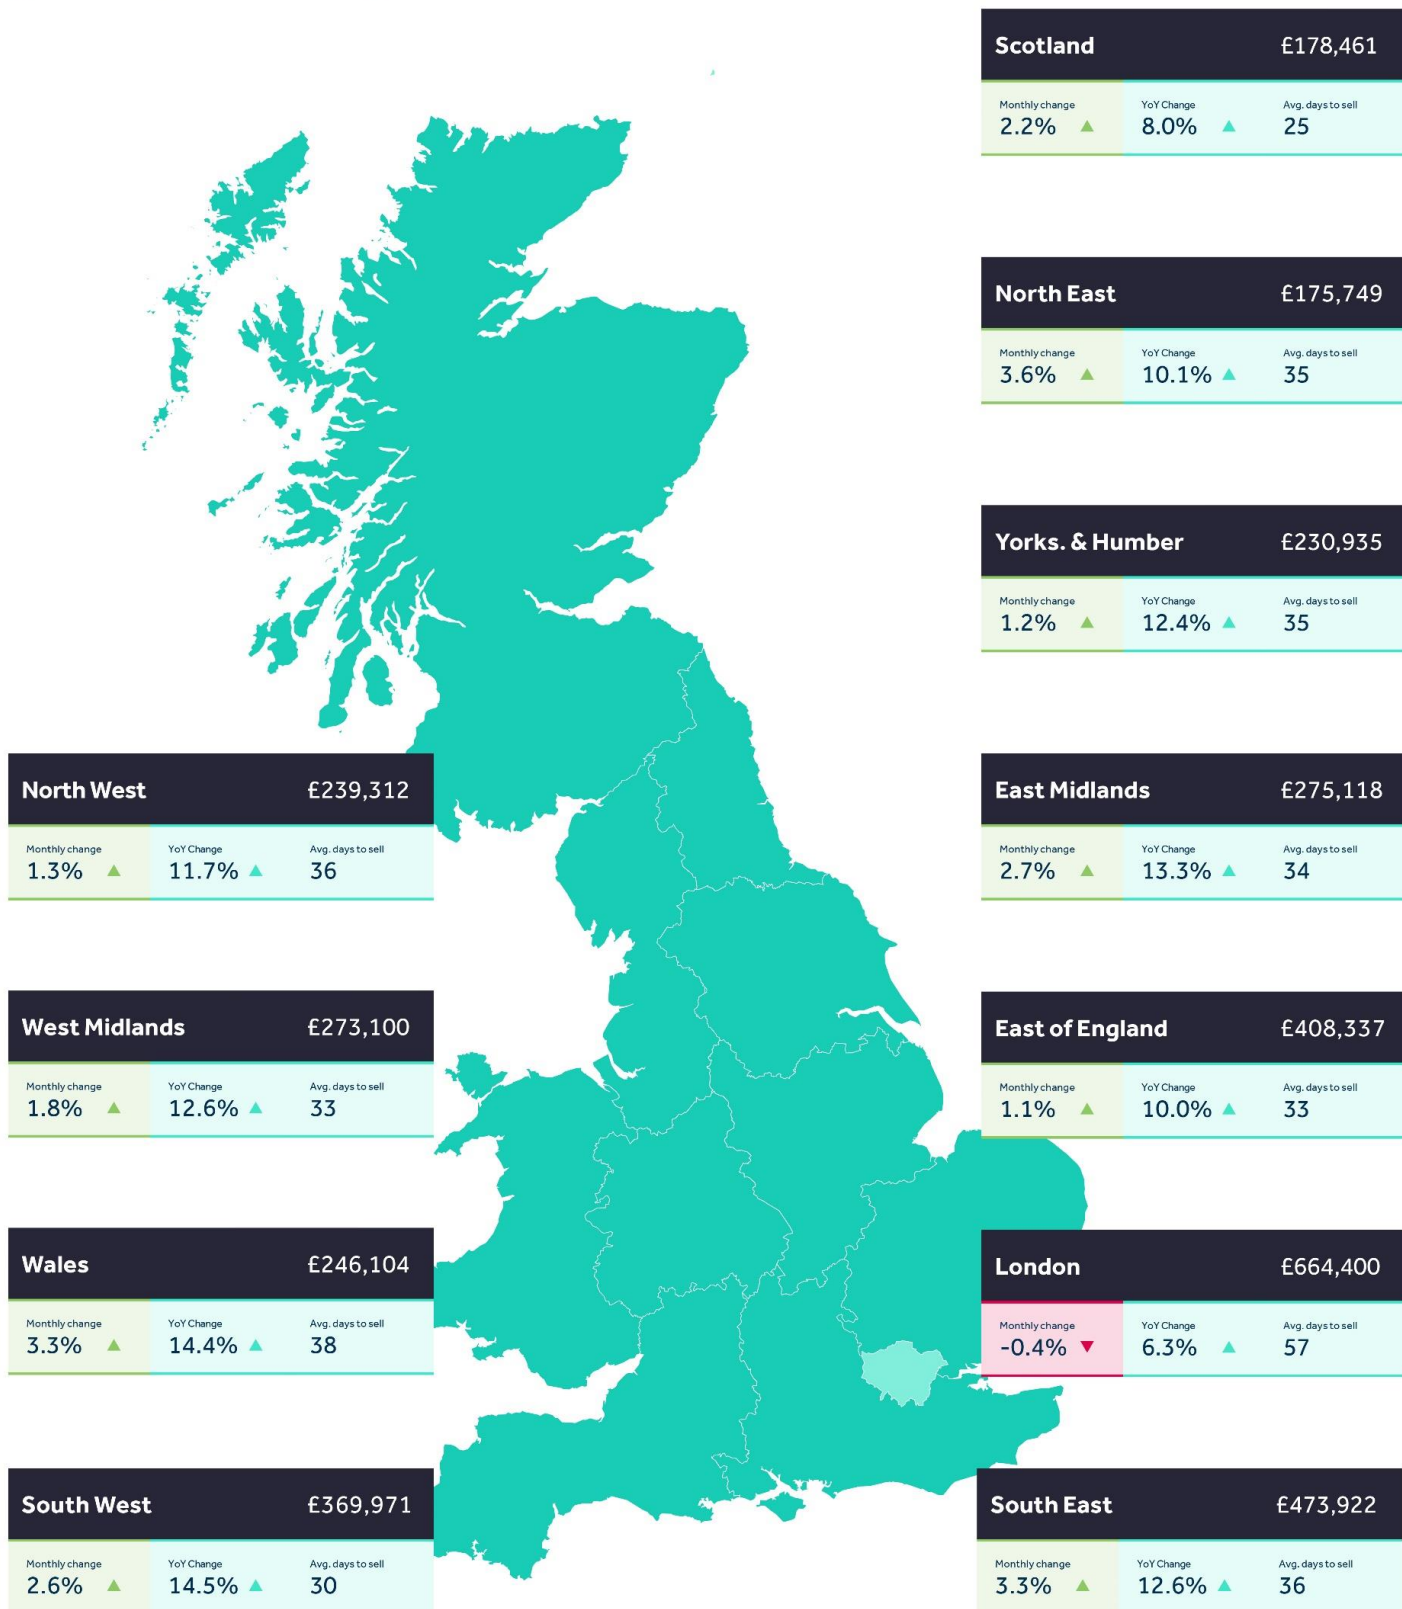 Scotland £178,461
Monthly change YoY Change Avg. days to sell
2.2% 8.0% 25
North East £175,749
Monthly change YoY Change Avg. days to sell
3.6% 10.1% 35
Yorks. & Humber £230,935
Monthly change YoY Change Avg. days to sell
1.2% 12.4% 35
North West £239,312
Monthly change YoY Change Avg. days to sell
1.3% 11.7% 36
East Midlands £275,118
Monthly change YoY Change Avg. days to sell
2.7% 13.3% 34
West Midlands £273,100
Monthly change YoY Change Avg. days to sell
1.8% 12.6% 33
East of England £408,337
Monthly change YoY Change Avg. days to sell
1.1% 10.0% 33
Wales £246,104
Monthly change YoY Change Avg. days to sell
3.3% 14.4% 38
London £664,400
Monthly change YoY Change Avg. days to sell
-0.4% 6.3% 57
South West £369,971
Monthly change YoY Change Avg. days to sell
2.6% 14.5% 30
South East £473,922
Monthly change YoY Change Avg. days to sell
3.3% 12.6% 36